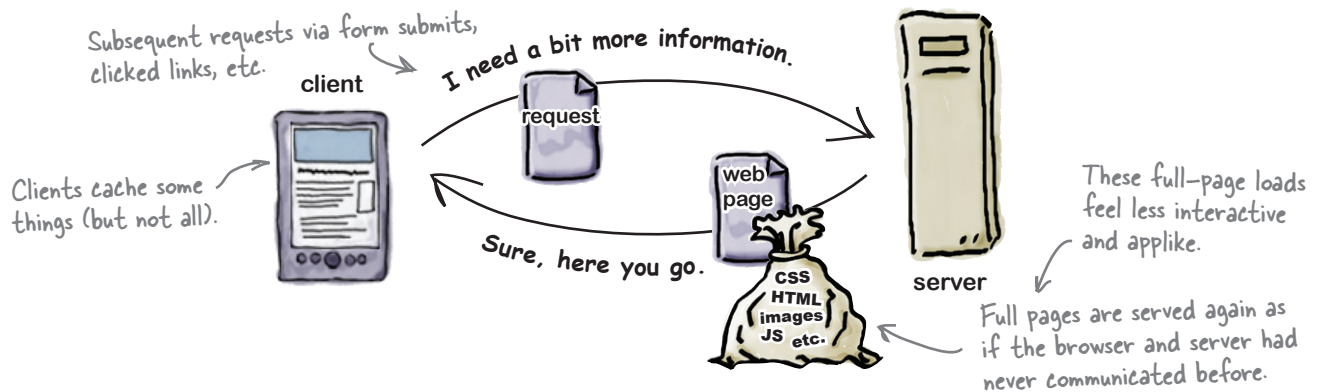 Subsequent requests via form submits,
clicked links, etc.
client
I need a bit more information.
request
Clients cache some
things (but not all).
web
page
Sure, here you go.
CSS
HTML
images
JS etc.
server
These full-page loads
feel less interactive
and applike.
Full pages are served again as
if the browser and server had
never communicated before.